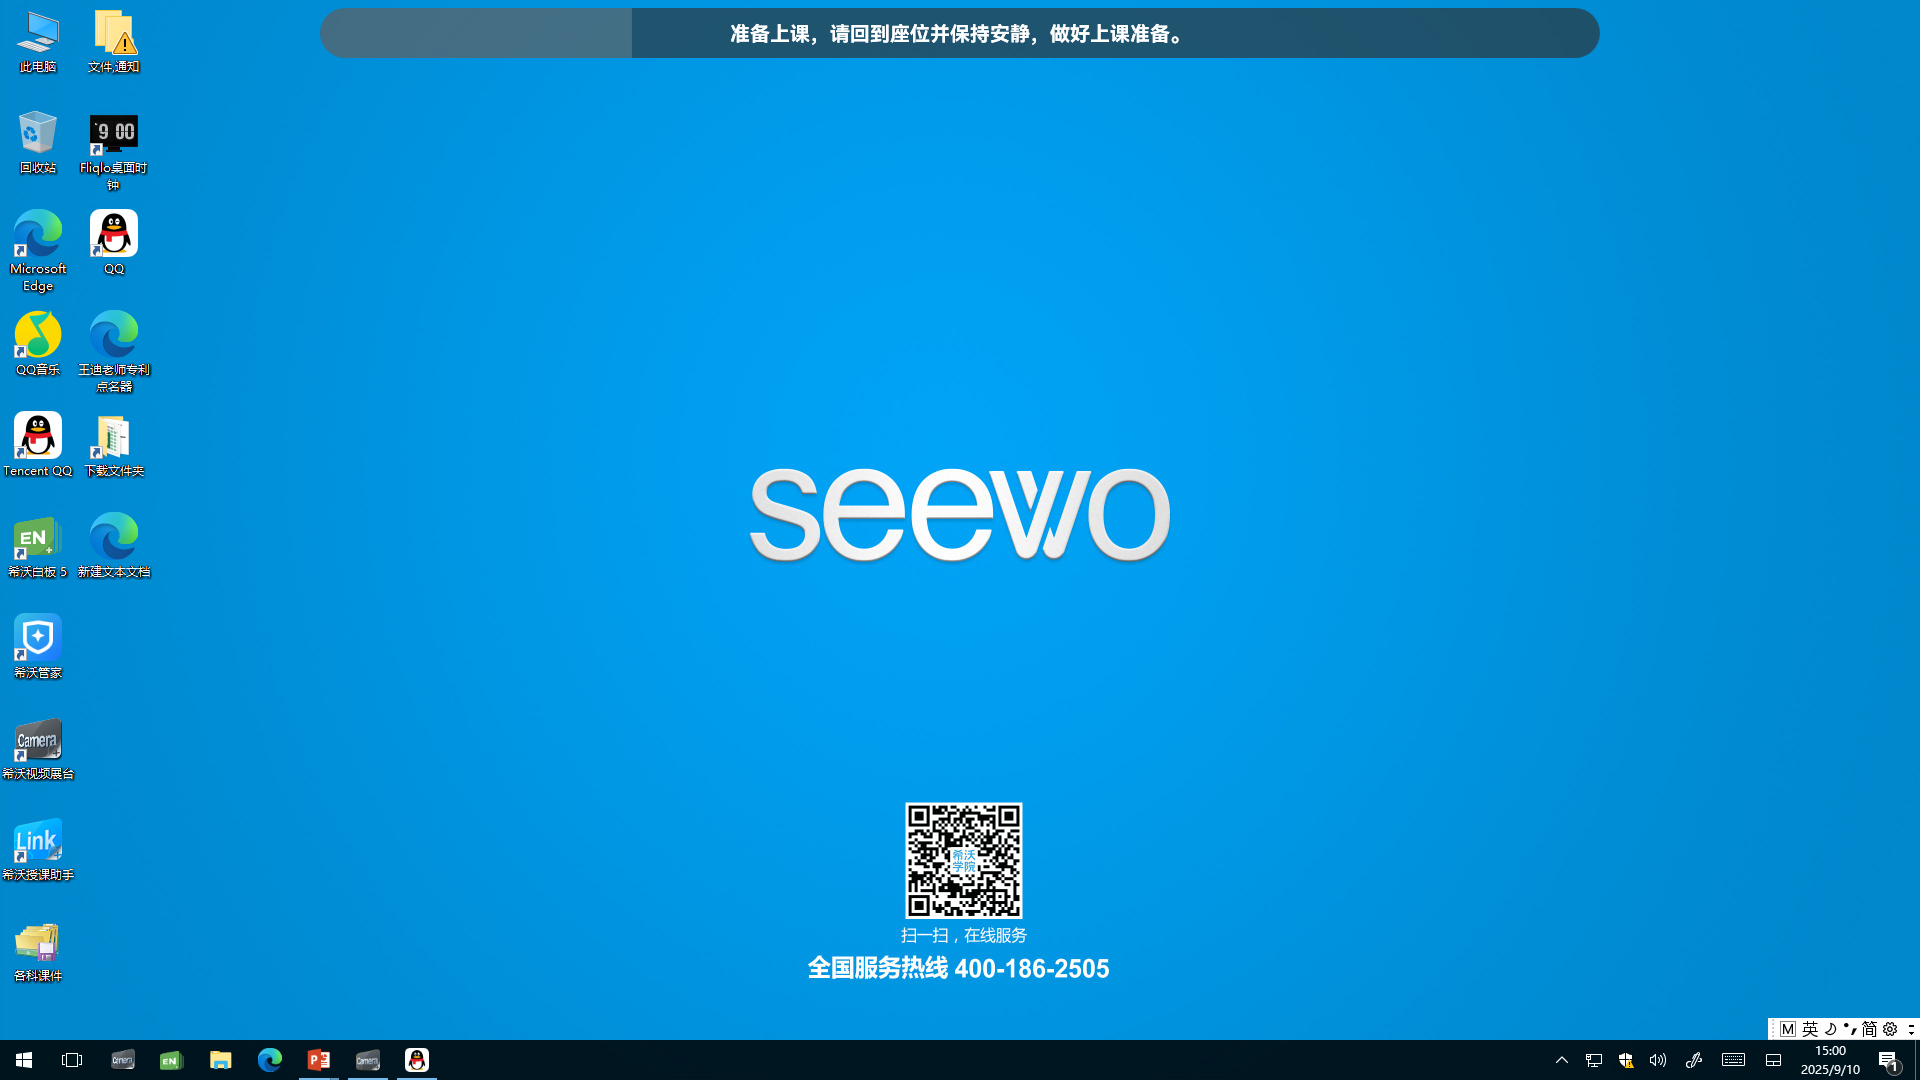 准备上课，请回到座位并保持安静，做好上课准备。
此电脑
文件,通知
回收站
9 00
Fliqlo桌面时
钟
Microsoft
Edge
QQ
QQ音乐
王迪老师专利
点名器
Tencent QQ
下载文件夹
EN
希沃白板 5
新建文本文档
希沃管家
Camera
希沃视频展台
Link
希沃授课助手
各科课件
seewo
希沃
学院
扫一扫，在线服务
全国服务热线 400-186-2505
M 英 简
Camera
EN
P
Camera
15:00
2025/9/10
1